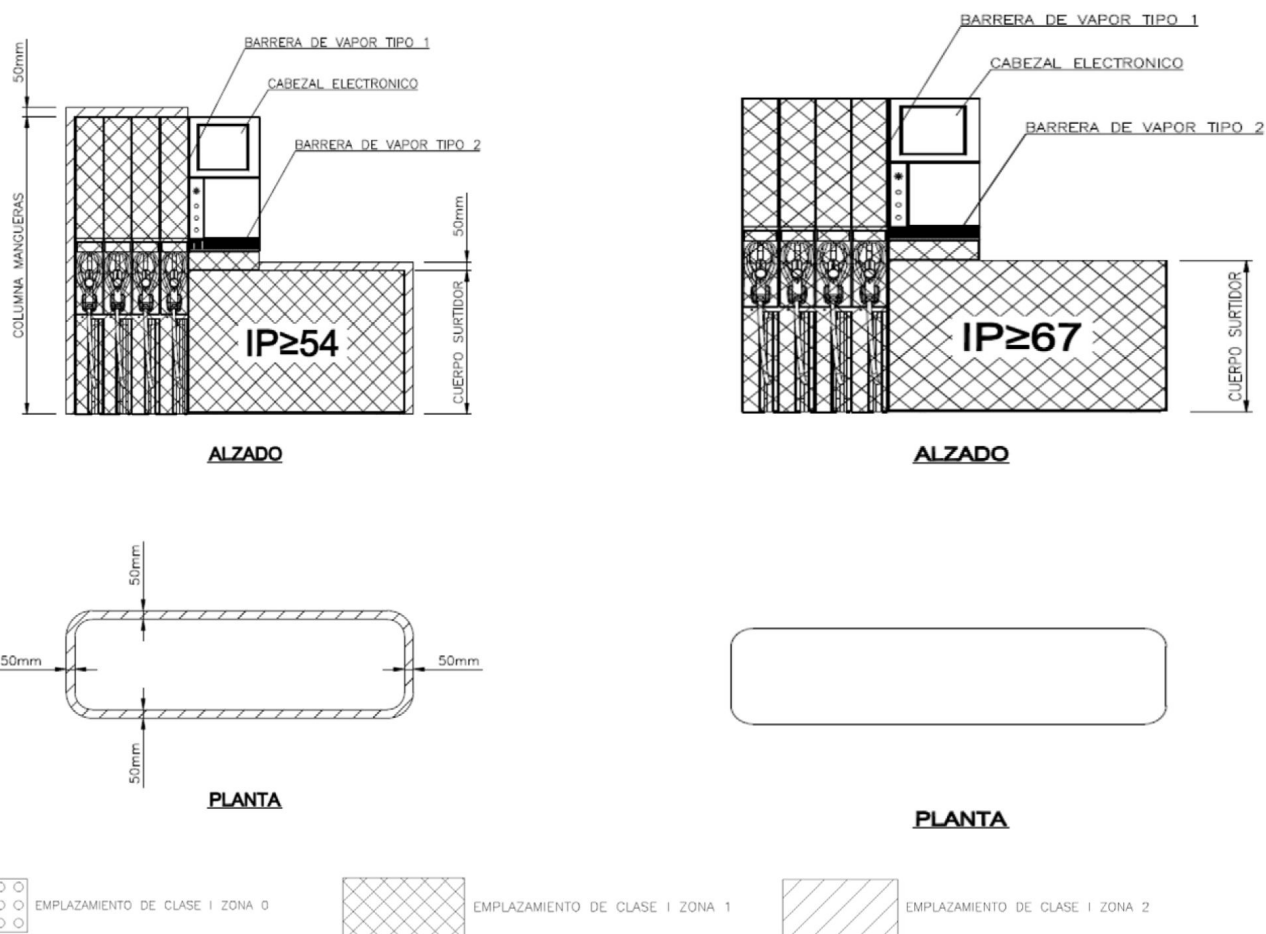 BARRERA DE VAPOR TIPO 1
CABEZAL ELECTRONICO
BARRERA DE VAPOR TIPO 2
50mm
COLUMNA MANGUERAS
50mm
CUERPO SURTIDOR
IP≥54
ALZADO
BARRERA DE VAPOR TIPO 1
CABEZAL ELECTRONICO
BARRERA DE VAPOR TIPO 2
IP≥67
CUERPO SURTIDOR
ALZADO
50mm
50mm
50mm
50mm
PLANTA
PLANTA
EMPLAZAMIENTO DE CLASE I ZONA 0
EMPLAZAMIENTO DE CLASE I ZONA 1
EMPLAZAMIENTO DE CLASE I ZONA 2